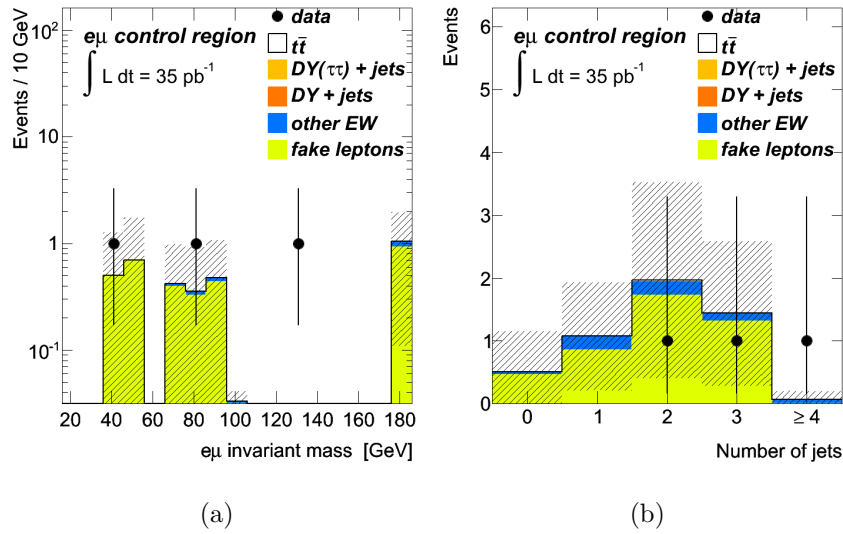 Events / 10 GeV
10²
10
1
10⁻¹
eμ control region
∫ L dt = 35 pb⁻¹
data
tt̄
DY(ττ) + jets
DY + jets
other EW
fake leptons
20 40 60 80 100 120 140 160 180
eμ invariant mass [GeV]
(a)
Events
6
5
4
3
2
1
0
eμ control region
∫ L dt = 35 pb⁻¹
data
tt̄
DY(ττ) + jets
DY + jets
other EW
fake leptons
0 1 2 3 ≥ 4
Number of jets
(b)